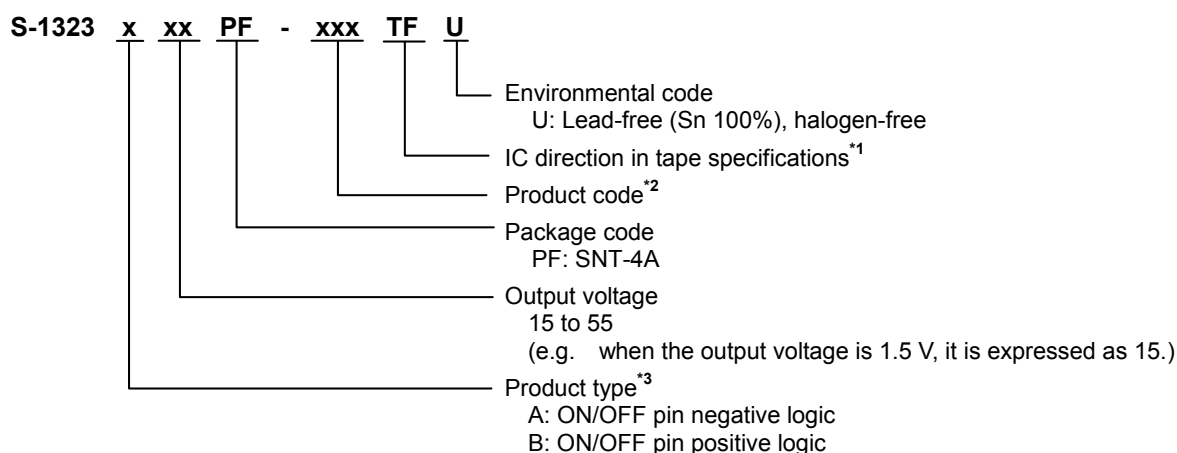 S-1323 x xx PF - xxx TF U
Environmental code
U: Lead-free (Sn 100%), halogen-free
IC direction in tape specifications*1
Product code*2
Package code
PF: SNT-4A
Output voltage
15 to 55
(e.g. when the output voltage is 1.5 V, it is expressed as 15.)
Product type*3
A: ON/OFF pin negative logic
B: ON/OFF pin positive logic